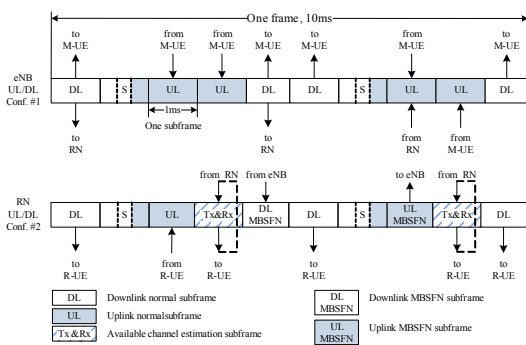 One frame, 10ms
to M-UE
from M-UE
from M-UE
to M-UE
to M-UE
from M-UE
to M-UE
eNB UL/DL Conf. #1
DL
S
UL
UL
DL
DL
S
UL
UL
DL
1ms
One subframe
to RN
to RN
from RN
from M-UE
from RN
from eNB
to eNB
from RN
RN UL/DL Conf. #2
DL
S
UL
Tx&Rx
DL MBSFN
DL
S
UL MBSFN
Tx&Rx
DL
to R-UE
from R-UE
to R-UE
to R-UE
to R-UE
to R-UE
DL Downlink normal subframe
UL Uplink normalsubframe
Tx &Rx Available channel estimation subframe
DL MBSFN Downlink MBSFN subframe
UL MBSFN Uplink MBSFN subframe